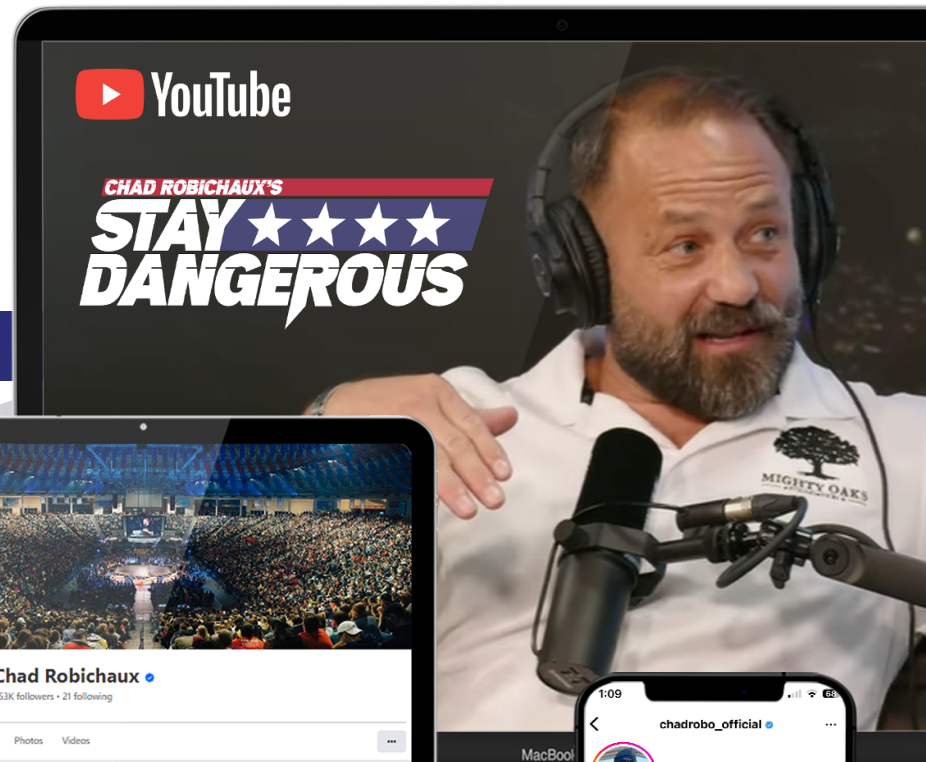 YouTube
CHAD ROBICHAUX'S
STAY
DANGEROUS
MIGHTY OAKS
Chad Robichaux
53K followers • 21 following
Photos Videos
1:09
68
chadrobo_official
MacBook